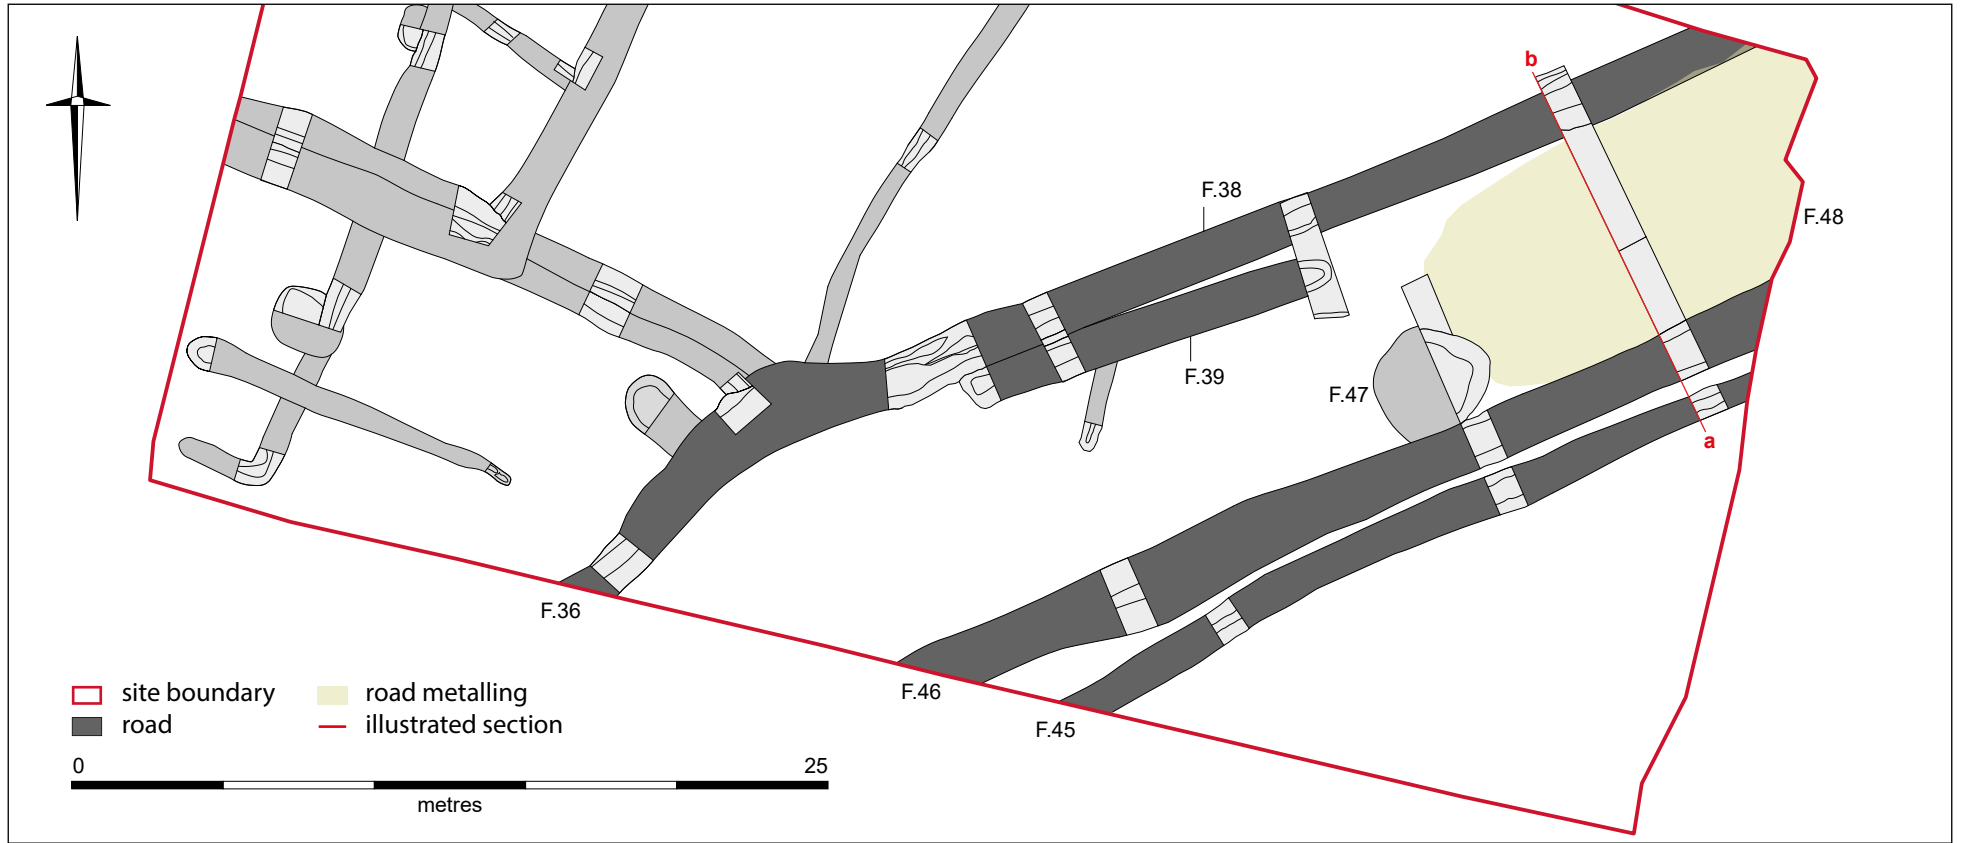 b
F.38
F.48
F.39
F.47
a
F.36
F.46
F.45
site boundary
road metalling
road
illustrated section
0 25
metres